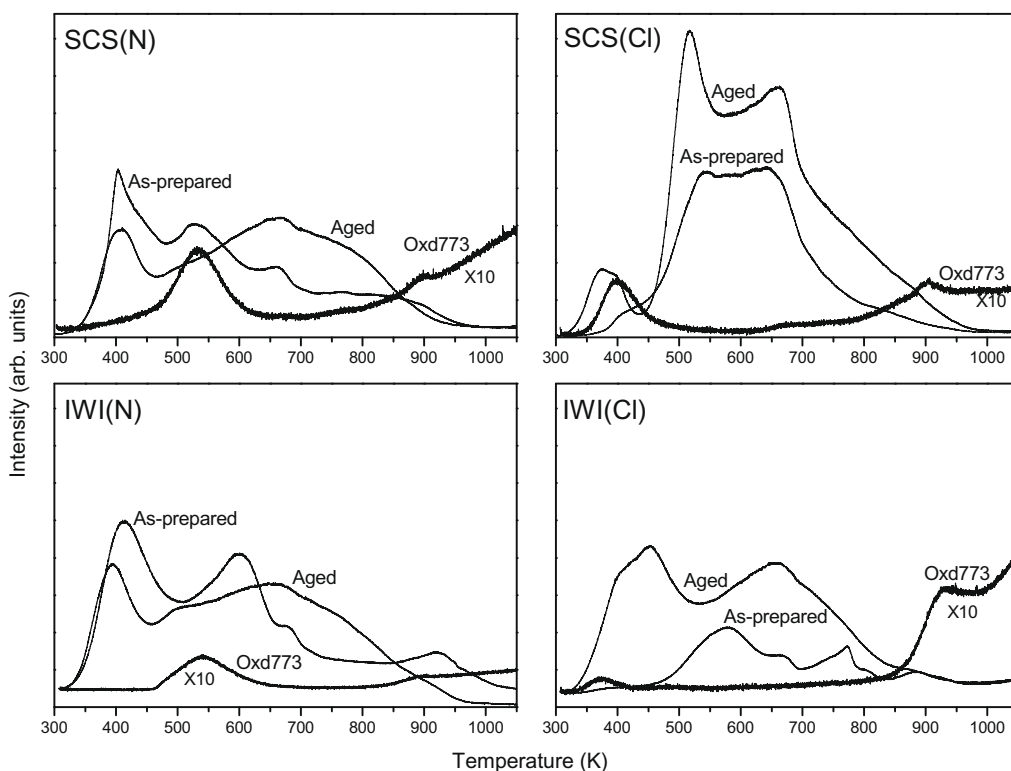 SCS(N)
As-prepared
Aged
Oxd773
X10
300 400 500 600 700 800 900 1000
SCS(Cl)
Aged
As-prepared
Oxd773
X10
300 400 500 600 700 800 900 1000
IWI(N)
As-prepared
Aged
Oxd773
X10
300 400 500 600 700 800 900 1000
IWI(Cl)
Aged
Oxd773
X10
As-prepared
300 400 500 600 700 800 900 1000
Intensity (arb. units)
Temperature (K)